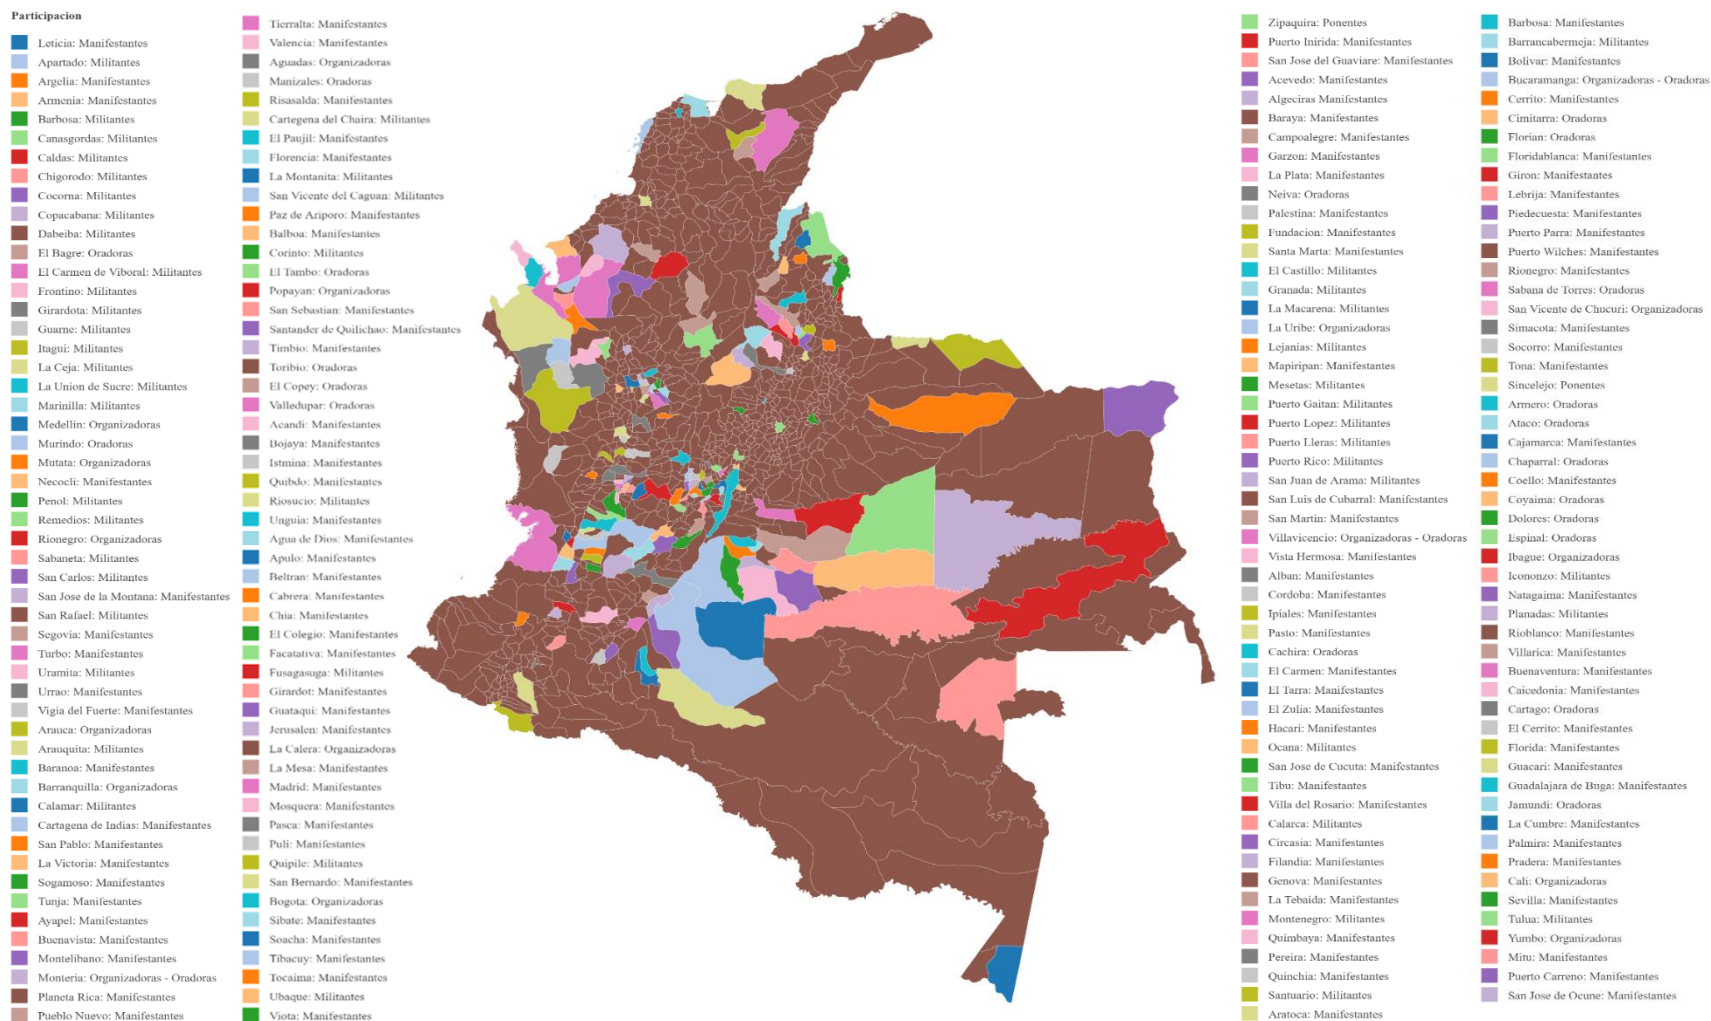 Participacion
Leticia: Manifestantes
Apartado: Militantes
Argelia: Manifestantes
Armenia: Manifestantes
Barbosa: Militantes
Canasgordas: Militantes
Caldas: Militantes
Chigorodo: Militantes
Cocorna: Militantes
Copacabana: Militantes
Dabeiba: Militantes
El Bagre: Oradoras
El Carmen de Viboral: Militantes
Frontino: Militantes
Girardota: Militantes
Guarne: Militantes
Itagui: Militantes
La Ceja: Militantes
La Union de Sucre: Militantes
Marinilla: Militantes
Medellin: Organizadoras
Murindo: Oradoras
Mutata: Organizadoras
Necocli: Manifestantes
Penol: Militantes
Remedios: Militantes
Rionegro: Organizadoras
Sabaneta: Militantes
San Carlos: Militantes
San Jose de la Montana: Manifestantes
San Rafael: Militantes
Segovia: Manifestantes
Turbo: Manifestantes
Uramita: Militantes
Urrao: Manifestantes
Vigia del Fuerte: Manifestantes
Arauca: Organizadoras
Arauquita: Militantes
Baranoa: Manifestantes
Barranquilla: Organizadoras
Calamar: Militantes
Cartagena de Indias: Manifestantes
San Pablo: Manifestantes
La Victoria: Manifestantes
Sogamoso: Manifestantes
Tunja: Manifestantes
Ayapel: Manifestantes
Buenavista: Manifestantes
Montelibano: Manifestantes
Monteria: Organizadoras - Oradoras
Planeta Rica: Manifestantes
Pueblo Nuevo: Manifestantes
Tierralta: Manifestantes
Valencia: Manifestantes
Aguadas: Organizadoras
Manizales: Oradoras
Risasalda: Manifestantes
Cartegena del Chaira: Militantes
El Paujil: Manifestantes
Florencia: Manifestantes
La Montanita: Manifestantes
San Vicente del Caguan: Militantes
Paz de Ariporo: Manifestantes
Balboa: Manifestantes
Corinto: Militantes
El Tambo: Oradoras
Popayan: Organizadoras
San Sebastian: Manifestantes
Santander de Quilichao: Manifestantes
Timbio: Manifestantes
Toribio: Oradoras
El Copey: Oradoras
Valledupar: Oradoras
Acandi: Manifestantes
Bojaya: Manifestantes
Istmina: Manifestantes
Quibdo: Manifestantes
Riosucio: Militantes
Unguia: Manifestantes
Agua de Dios: Manifestantes
Apulo: Manifestantes
Beltran: Manifestantes
Cabrera: Manifestantes
Chia: Manifestantes
El Colegio: Manifestantes
Facatativa: Manifestantes
Fusagasuga: Militantes
Girardot: Manifestantes
Guataqui: Manifestantes
Jerusalen: Manifestantes
La Calera: Organizadoras
La Mesa: Manifestantes
Madrid: Manifestantes
Mosquera: Manifestantes
Pasca: Manifestantes
Puli: Manifestantes
Quipile: Militantes
San Bernardo: Manifestantes
Bogota: Organizadoras
Sibate: Manifestantes
Soacha: Manifestantes
Tibacuy: Manifestantes
Tocaima: Manifestantes
Ubaque: Militantes
Viota: Manifestantes
Zipaquira: Ponentes
Puerto Inirida: Manifestantes
San Jose del Guaviare: Manifestantes
Acevedo: Manifestantes
Algeciras Manifestantes
Baraya: Manifestantes
Campoalegre: Manifestantes
Garzon: Manifestantes
La Plata: Manifestantes
Neiva: Oradoras
Palestina: Manifestantes
Fundacion: Manifestantes
Santa Marta: Manifestantes
El Castillo: Militantes
Granada: Militantes
La Macarena: Militantes
La Uribe: Organizadoras
Lejanias: Militantes
Mapiripan: Manifestantes
Mesetas: Militantes
Puerto Gaitan: Militantes
Puerto Lopez: Militantes
Puerto Lleras: Militantes
Puerto Rico: Militantes
San Juan de Arama: Militantes
San Luis de Cubarral: Manifestantes
San Martin: Manifestantes
Villavicencio: Organizadoras - Oradoras
Vista Hermosa: Manifestantes
Alban: Manifestantes
Cordoba: Manifestantes
Ipiales: Manifestantes
Pasto: Manifestantes
Cachira: Oradoras
El Carmen: Manifestantes
El Tarra: Manifestantes
El Zulia: Manifestantes
Hacari: Manifestantes
Ocana: Militantes
San Jose de Cucuta: Manifestantes
Tibu: Manifestantes
Villa del Rosario: Manifestantes
Calarca: Militantes
Circasia: Manifestantes
Filandia: Manifestantes
Genova: Manifestantes
La Tebaida: Manifestantes
Montenegro: Militantes
Quimbaya: Manifestantes
Pereira: Manifestantes
Quinchia: Manifestantes
Santuario: Militantes
Aratoca: Manifestantes
Barbosa: Manifestantes
Barrancabermeja: Militantes
Bolivar: Manifestantes
Bucaramanga: Organizadoras - Oradoras
Cerrito: Manifestantes
Cimitarra: Oradoras
Florian: Oradoras
Floridablanca: Manifestantes
Giron: Manifestantes
Lebrija: Manifestantes
Piedecuesta: Manifestantes
Puerto Parra: Manifestantes
Puerto Wilches: Manifestantes
Rionegro: Manifestantes
Sabana de Torres: Oradoras
San Vicente de Chucuri: Organizadoras
Simacota: Manifestantes
Socorro: Manifestantes
Tona: Manifestantes
Sincelejo: Ponentes
Armero: Oradoras
Ataco: Oradoras
Cajamarca: Manifestantes
Chaparral: Oradoras
Coello: Manifestantes
Coyaima: Oradoras
Dolores: Oradoras
Espinal: Oradoras
Ibague: Organizadoras
Icononzo: Militantes
Natagaima: Manifestantes
Planadas: Militantes
Rioblanco: Manifestantes
Villarica: Manifestantes
Buenaventura: Manifestantes
Caicedonia: Manifestantes
Cartago: Oradoras
El Cerrito: Manifestantes
Florida: Manifestantes
Guacari: Manifestantes
Guadalajara de Buga: Manifestantes
Jamundi: Oradoras
La Cumbre: Manifestantes
Palmira: Manifestantes
Pradera: Manifestantes
Cali: Organizadoras
Sevilla: Manifestantes
Tulua: Militantes
Yumbo: Organizadoras
Mitu: Manifestantes
Puerto Carreno: Manifestantes
San Jose de Ocune: Manifestantes